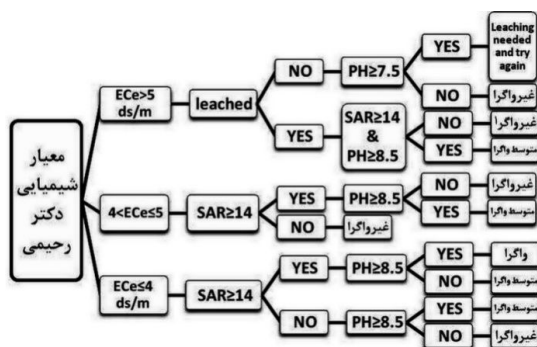 معیار
شیمیایی
دکتر
رحیمی
ECe>5
ds/m
leached
NO
PH≥7.5
YES
Leaching
needed
and try
again
NO
غیرواگرا
YES
SAR≥14
&
PH≥8.5
NO
غیرواگرا
YES
متوسط واگرا
4<ECe≤5
SAR≥14
YES
PH≥8.5
NO
غیرواگرا
YES
متوسط واگرا
NO
غیرواگرا
ECe≤4
ds/m
SAR≥14
YES
PH≥8.5
YES
واگرا
NO
متوسط واگرا
NO
PH≥8.5
YES
متوسط واگرا
NO
غیرواگرا